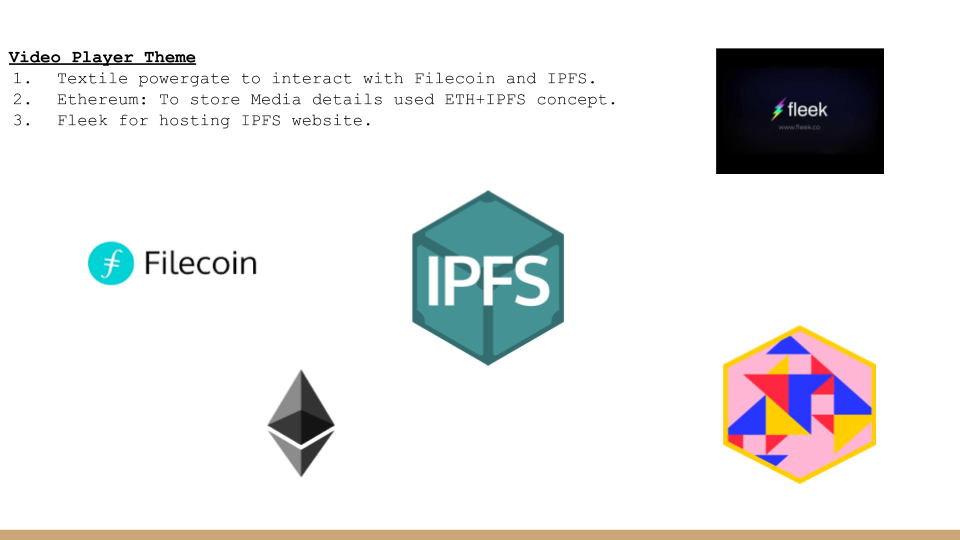 Video Player Theme
1. Textile powergate to interact with Filecoin and IPFS.
2. Ethereum: To store Media details used ETH+IPFS concept.
3. Fleek for hosting IPFS website.
fleek
www.fleek.co
Filecoin
IPFS